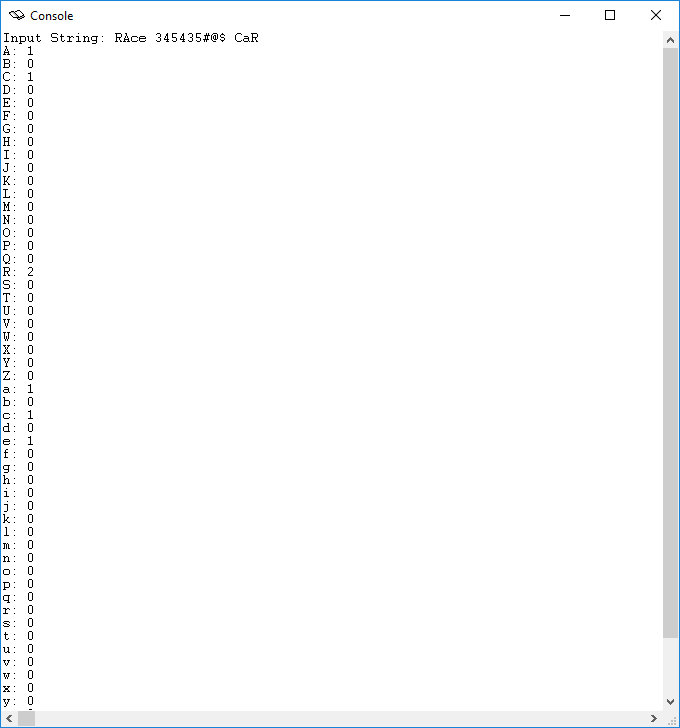 Console
Input String: RAce 345435#@$ CaR
A: 1
B: 0
C: 1
D: 0
E: 0
F: 0
G: 0
H: 0
I: 0
J: 0
K: 0
L: 0
M: 0
N: 0
O: 0
P: 0
Q: 0
R: 2
S: 0
T: 0
U: 0
V: 0
W: 0
X: 0
Y: 0
Z: 0
a: 1
b: 0
c: 1
d: 0
e: 1
f: 0
g: 0
h: 0
i: 0
j: 0
k: 0
l: 0
m: 0
n: 0
o: 0
p: 0
q: 0
r: 0
s: 0
t: 0
u: 0
v: 0
w: 0
x: 0
y: 0